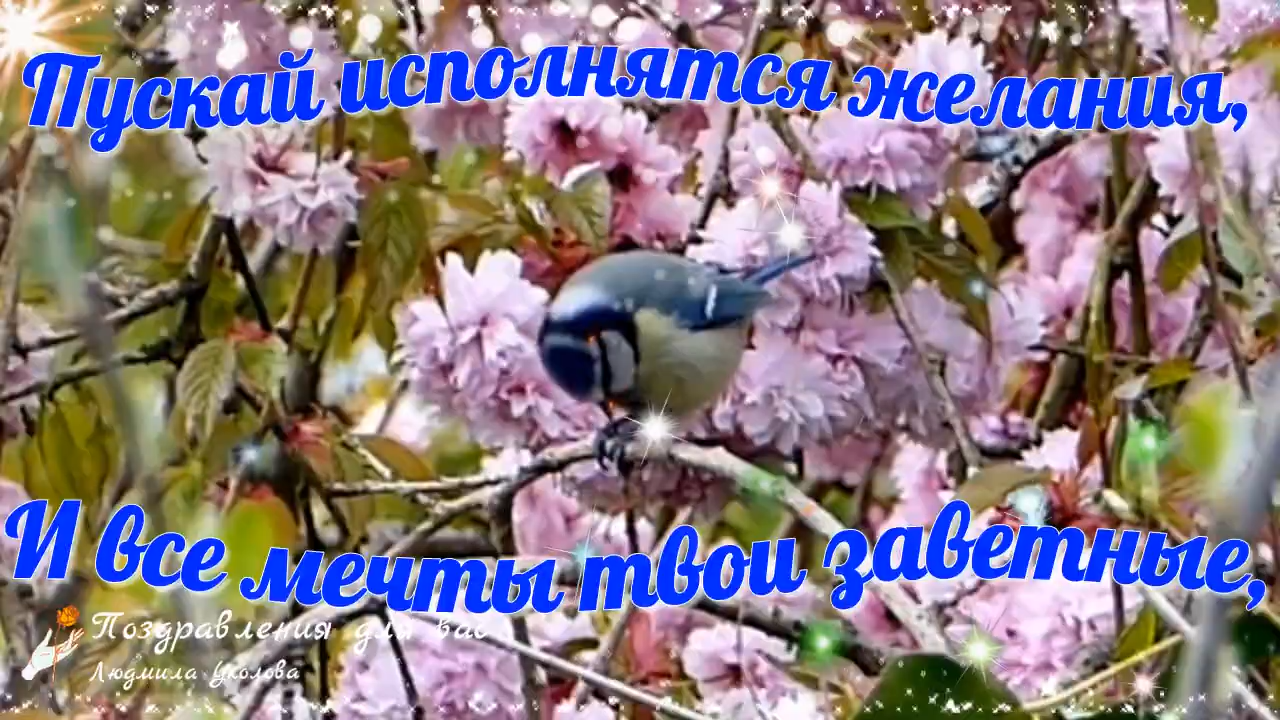 Пускай исполнятся желания,
И все мечты твои заветные,
Поздравления для Вас
Людмила Уколова